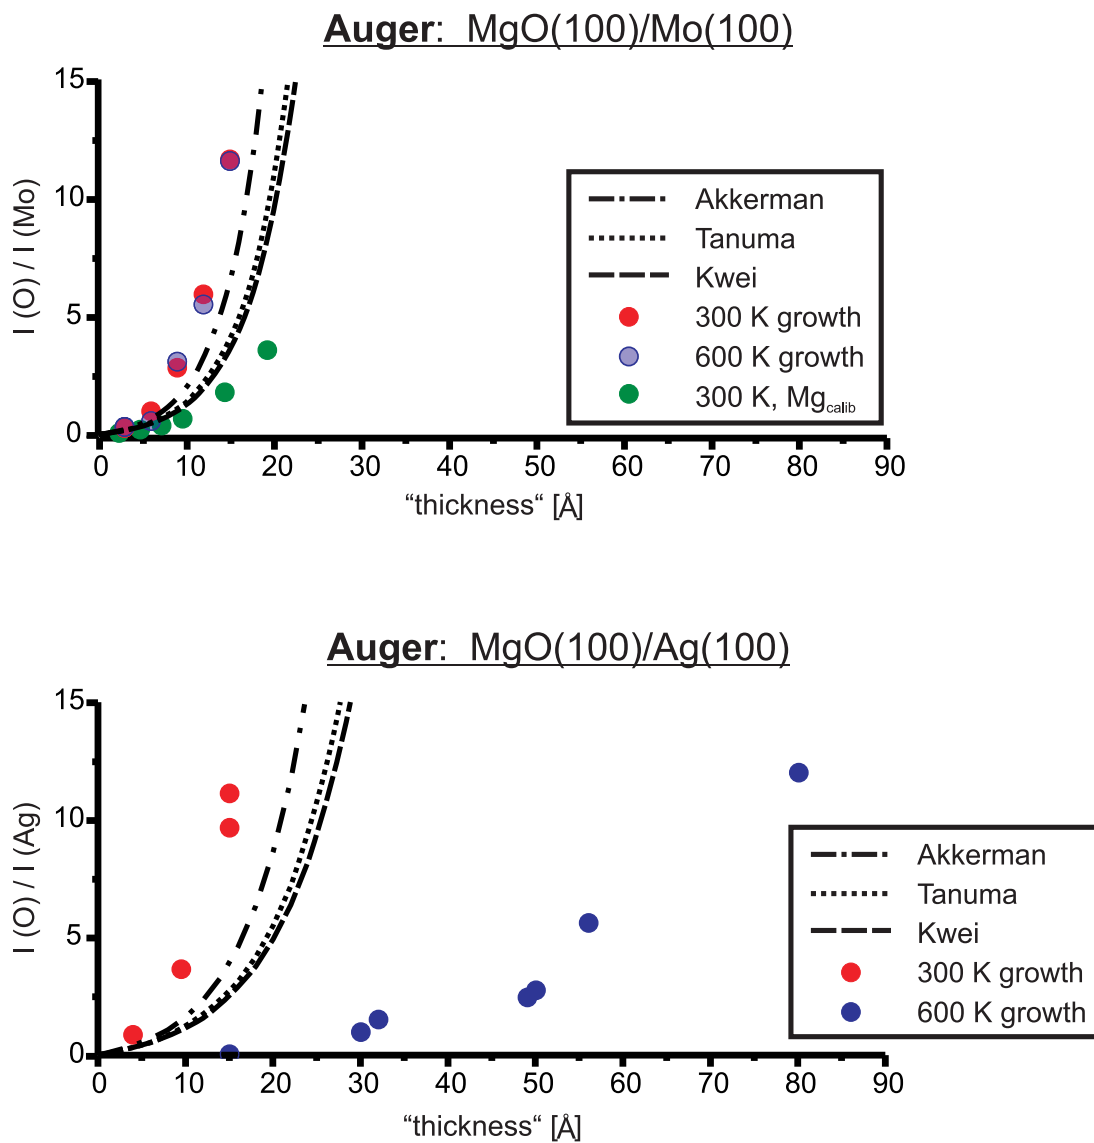 Auger: MgO(100)/Mo(100)
15
10
5
0
I (O) / I (Mo)
0 10 20 30 40 50 60 70 80 90
“thickness“ [Å]
Akkerman
Tanuma
Kwei
300 K growth
600 K growth
300 K, Mgcalib
Auger: MgO(100)/Ag(100)
15
10
5
0
I (O) / I (Ag)
0 10 20 30 40 50 60 70 80 90
“thickness“ [Å]
Akkerman
Tanuma
Kwei
300 K growth
600 K growth